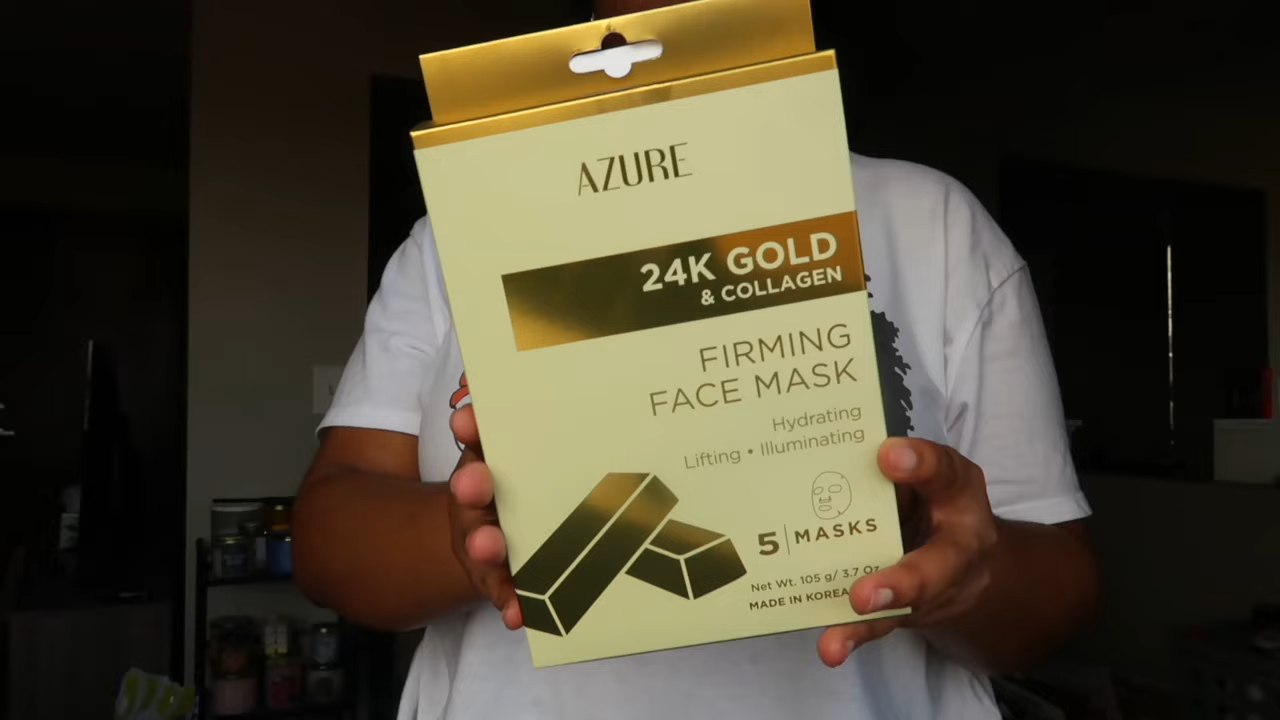 AZURE
24K GOLD
& COLLAGEN
FIRMING
FACE MASK
Hydrating
Lifting • Illuminating
5 | MASKS
Net Wt. 105 g/ 3.7 Oz
MADE IN KOREA